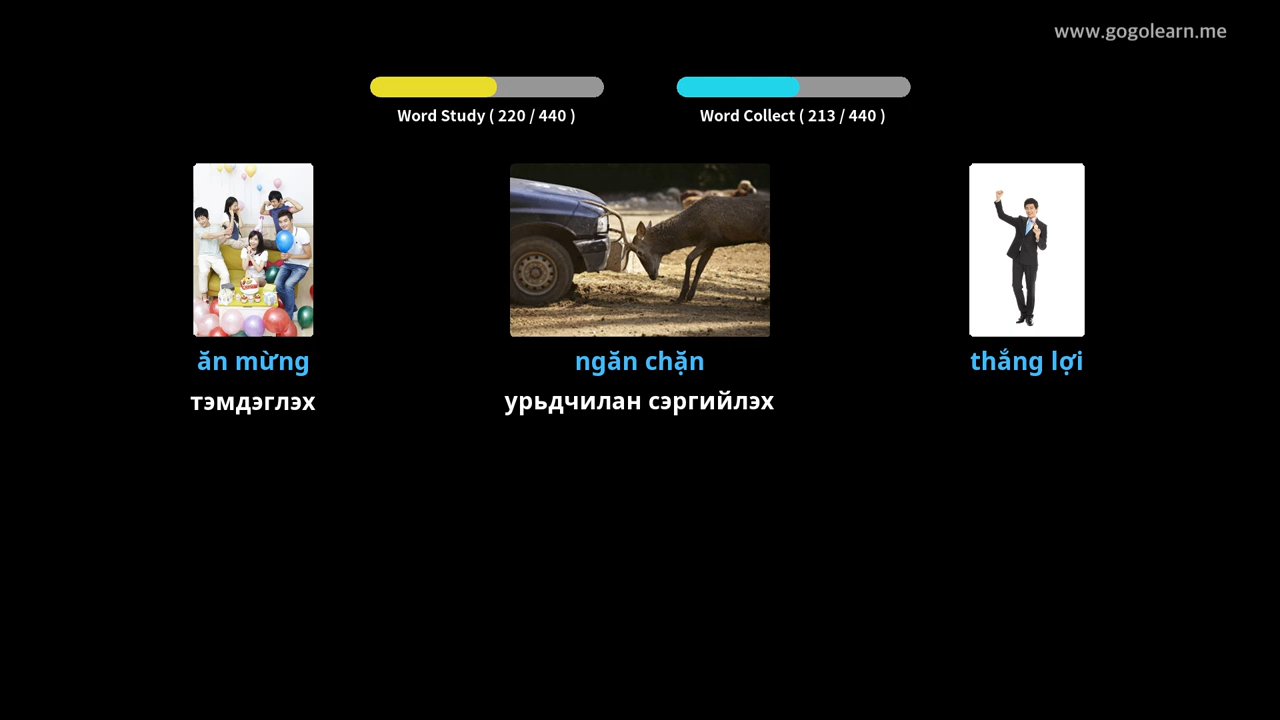 www.gogolearn.me
Word Study ( 220 / 440 )
Word Collect ( 213 / 440 )
ăn mừng
ngăn chặn
thắng lợi
тэмдэглэх
урьдчилан сэргийлэх